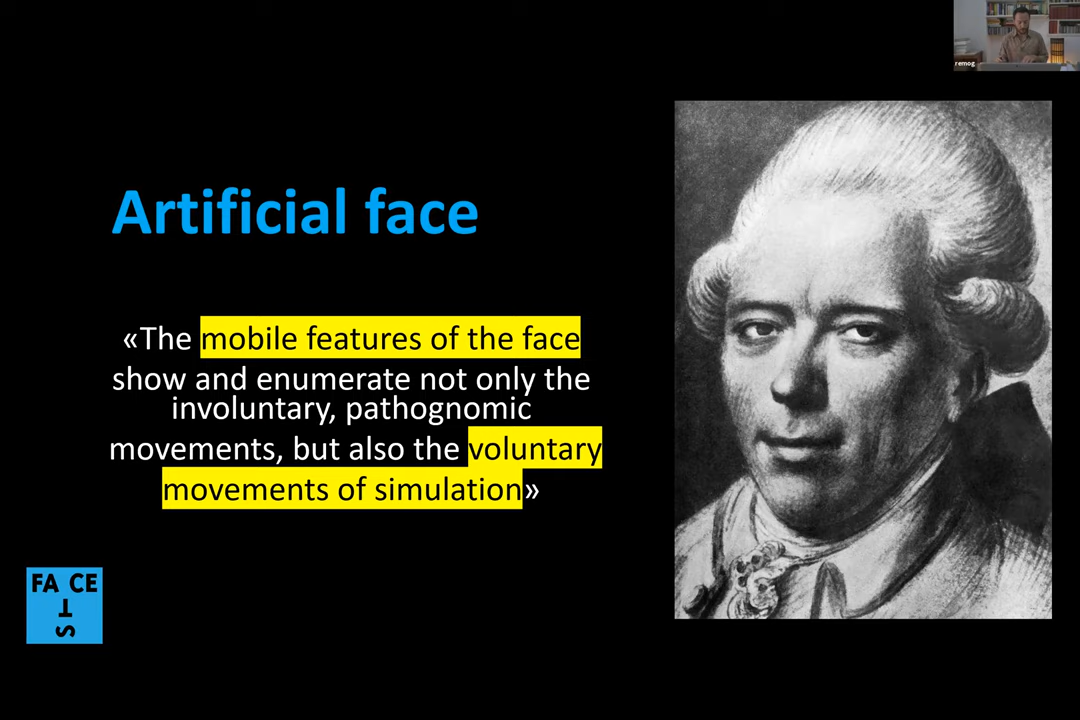 remog
Artificial face
«The mobile features of the face
show and enumerate not only the
involuntary, pathognomic
movements, but also the voluntary
movements of simulation»
FA CE
T
S